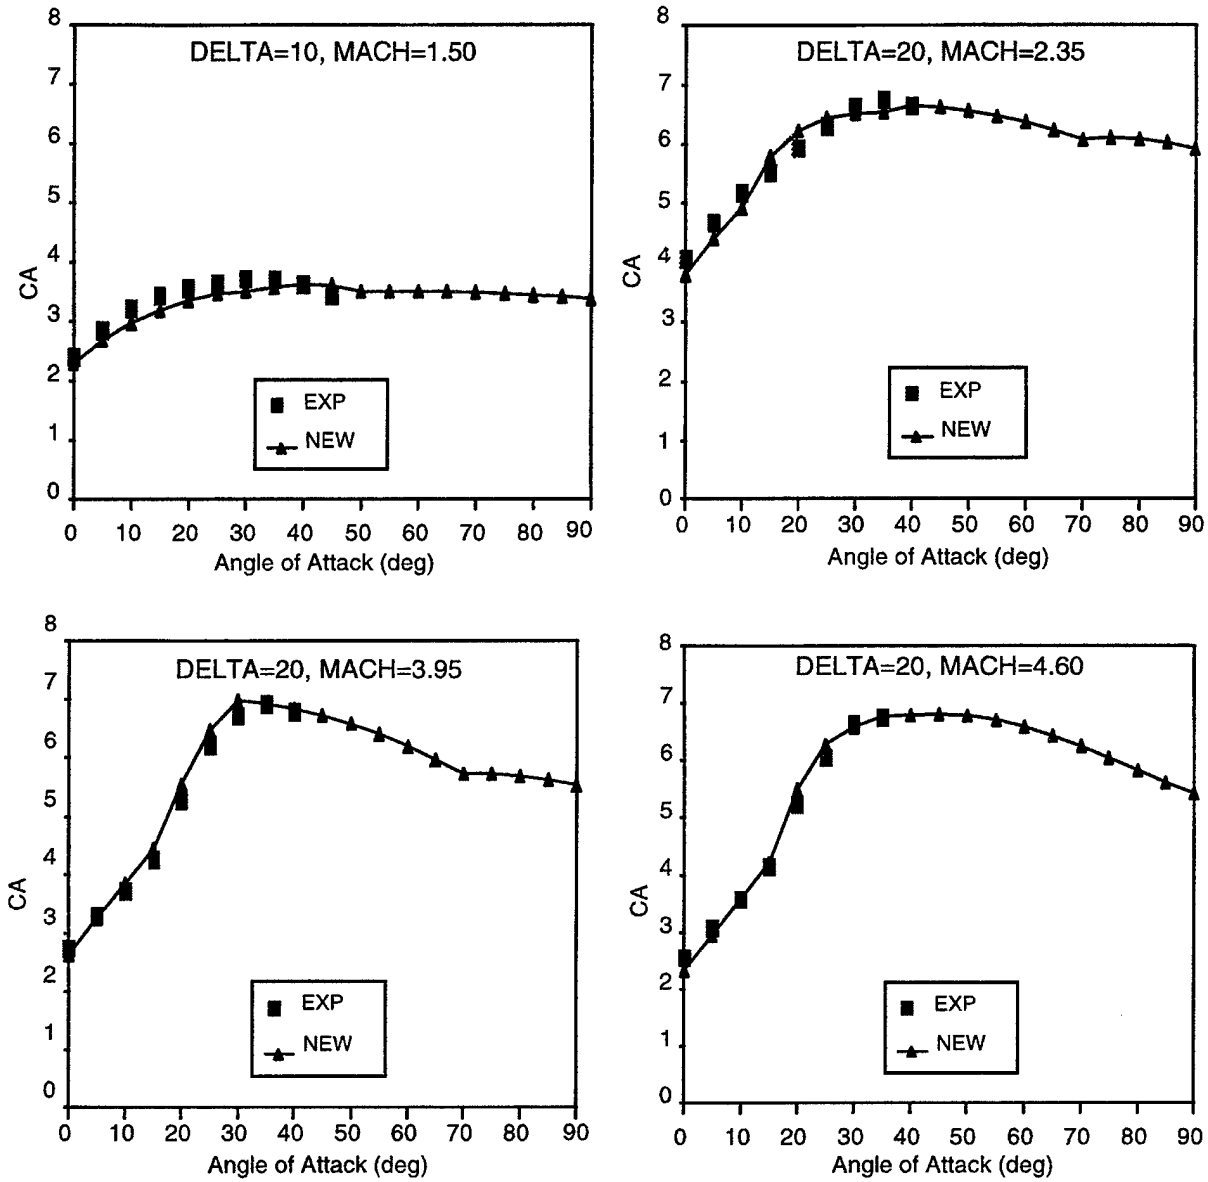 DELTA=10, MACH=1.50
8
7
6
5
4
3
2
1
0
CA
EXP
NEW
0 10 20 30 40 50 60 70 80 90
Angle of Attack (deg)
DELTA=20, MACH=2.35
8
7
6
5
4
3
2
1
0
CA
EXP
NEW
0 10 20 30 40 50 60 70 80 90
Angle of Attack (deg)
DELTA=20, MACH=3.95
8
7
6
5
4
3
2
1
0
CA
EXP
NEW
0 10 20 30 40 50 60 70 80 90
Angle of Attack (deg)
DELTA=20, MACH=4.60
8
7
6
5
4
3
2
1
0
CA
EXP
NEW
0 10 20 30 40 50 60 70 80 90
Angle of Attack (deg)